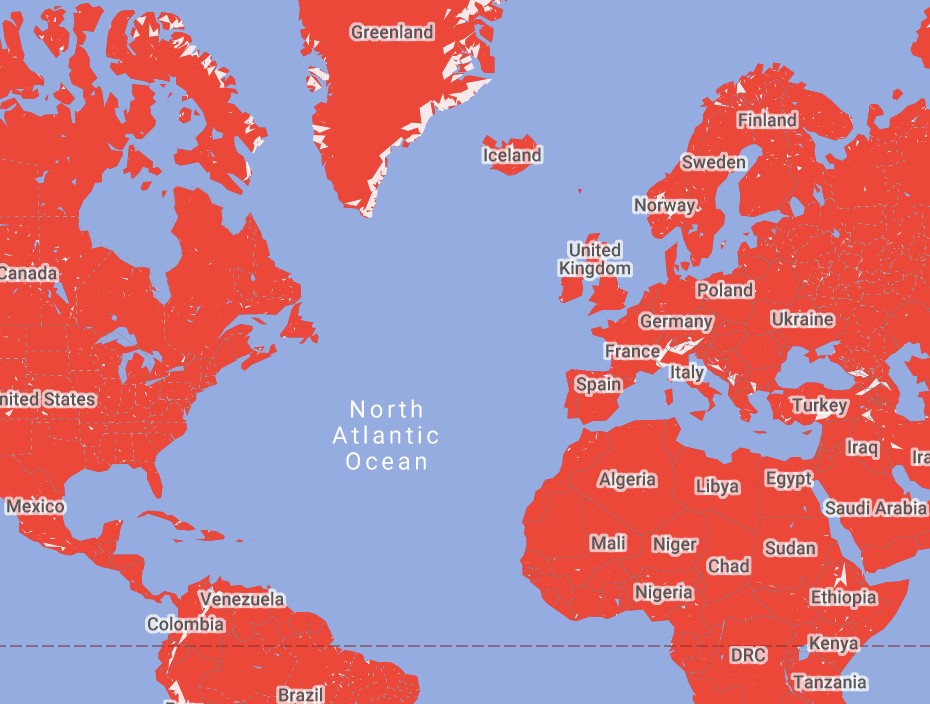 Greenland
Finland
Iceland
Sweden
Norway
United
Kingdom
Canada
Poland
Germany
Ukraine
France
Italy
Spain
nited States
Turkey
North
Atlantic
Ocean
Iraq
Ira
Algeria
Libya
Egypt
Mexico
Saudi Arabia
Mali
Niger
Sudan
Chad
Nigeria
Ethiopia
Venezuela
Colombia
Kenya
DRC
Tanzania
Brazil